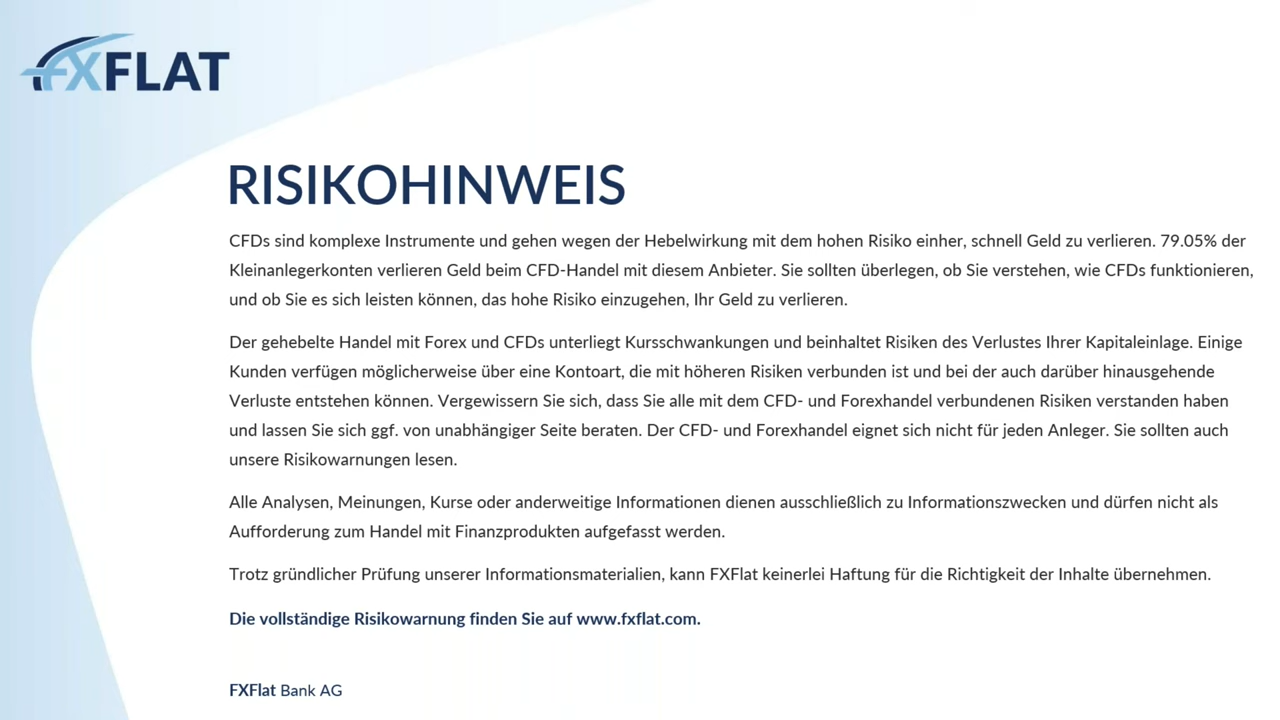 FXFLAT
RISIKOHINWEIS
CFDs sind komplexe Instrumente und gehen wegen der Hebelwirkung mit dem hohen Risiko einher, schnell Geld zu verlieren. 79.05% der
Kleinanlegerkonten verlieren Geld beim CFD-Handel mit diesem Anbieter. Sie sollten überlegen, ob Sie verstehen, wie CFDs funktionieren,
und ob Sie es sich leisten können, das hohe Risiko einzugehen, Ihr Geld zu verlieren.
Der gehebelte Handel mit Forex und CFDs unterliegt Kursschwankungen und beinhaltet Risiken des Verlustes Ihrer Kapitaleinlage. Einige
Kunden verfügen möglicherweise über eine Kontoart, die mit höheren Risiken verbunden ist und bei der auch darüber hinausgehende
Verluste entstehen können. Vergewissern Sie sich, dass Sie alle mit dem CFD- und Forexhandel verbundenen Risiken verstanden haben
und lassen Sie sich ggf. von unabhängiger Seite beraten. Der CFD- und Forexhandel eignet sich nicht für jeden Anleger. Sie sollten auch
unsere Risikowarnungen lesen.
Alle Analysen, Meinungen, Kurse oder anderweitige Informationen dienen ausschließlich zu Informationszwecken und dürfen nicht als
Aufforderung zum Handel mit Finanzprodukten aufgefasst werden.
Trotz gründlicher Prüfung unserer Informationsmaterialien, kann FXFlat keinerlei Haftung für die Richtigkeit der Inhalte übernehmen.
Die vollständige Risikowarnung finden Sie auf www.fxflat.com.
FXFlat Bank AG